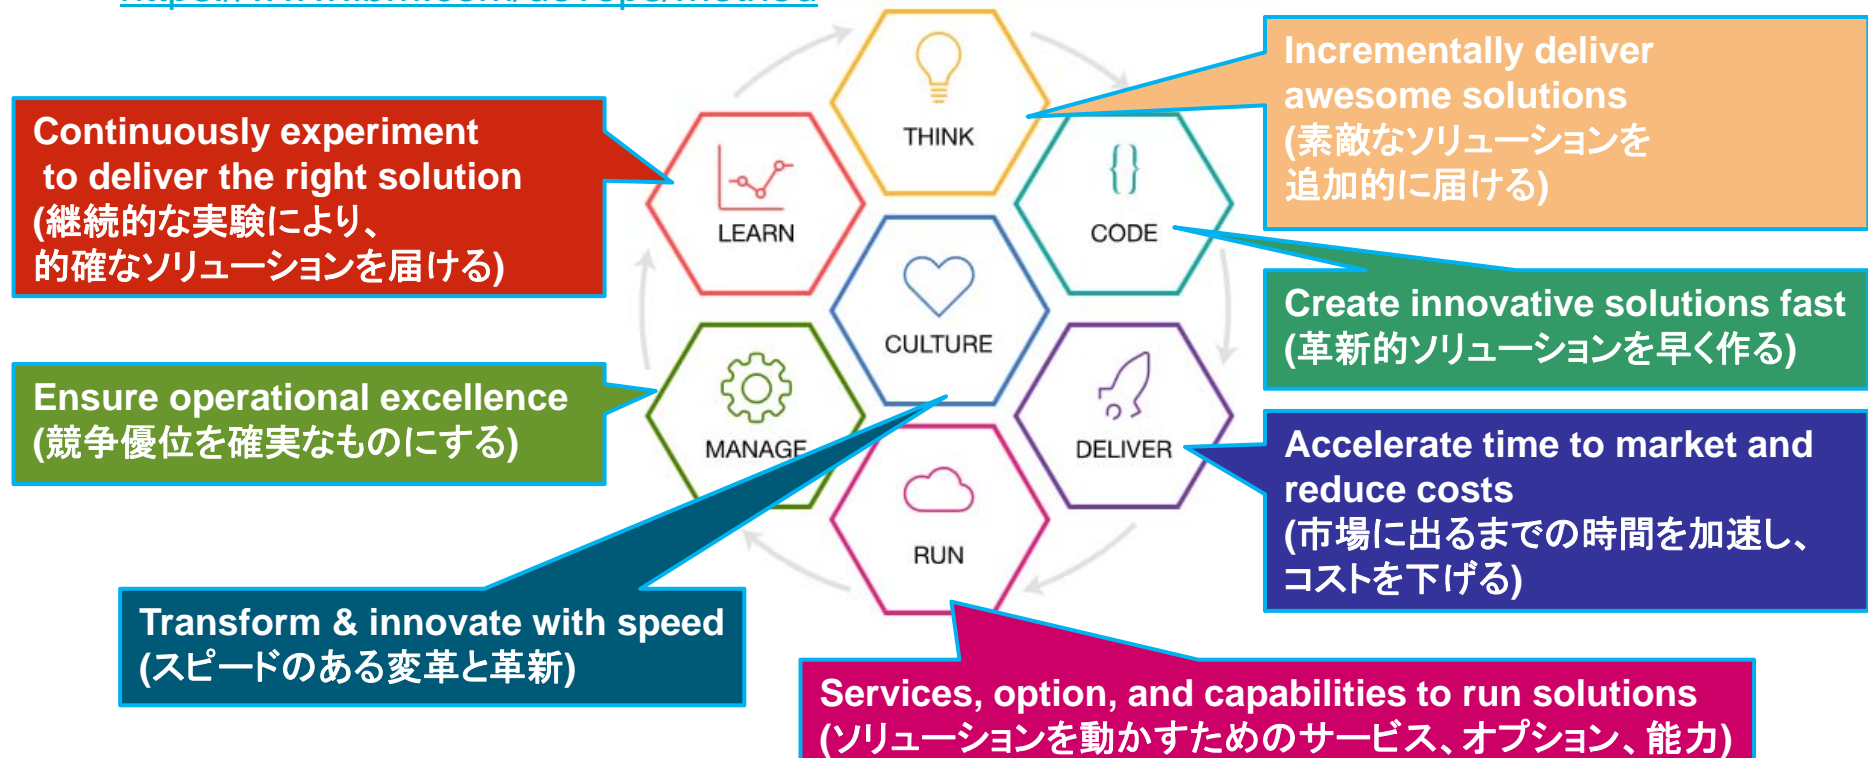 https://www.ibm.com/devops/method
THINK
Incrementally deliver
awesome solutions
(素敵なソリューションを
追加的に届ける)
Continuously experiment
to deliver the right solution
(継続的な実験により、
的確なソリューションを届ける)
LEARN
CODE
Create innovative solutions fast
(革新的ソリューションを早く作る)
CULTURE
Ensure operational excellence
(競争優位を確実なものにする)
MANAGE
DELIVER
Accelerate time to market and
reduce costs
(市場に出るまでの時間を加速し、
コストを下げる)
RUN
Transform & innovate with speed
(スピードのある変革と革新)
Services, option, and capabilities to run solutions
(ソリューションを動かすためのサービス、オプション、能力)